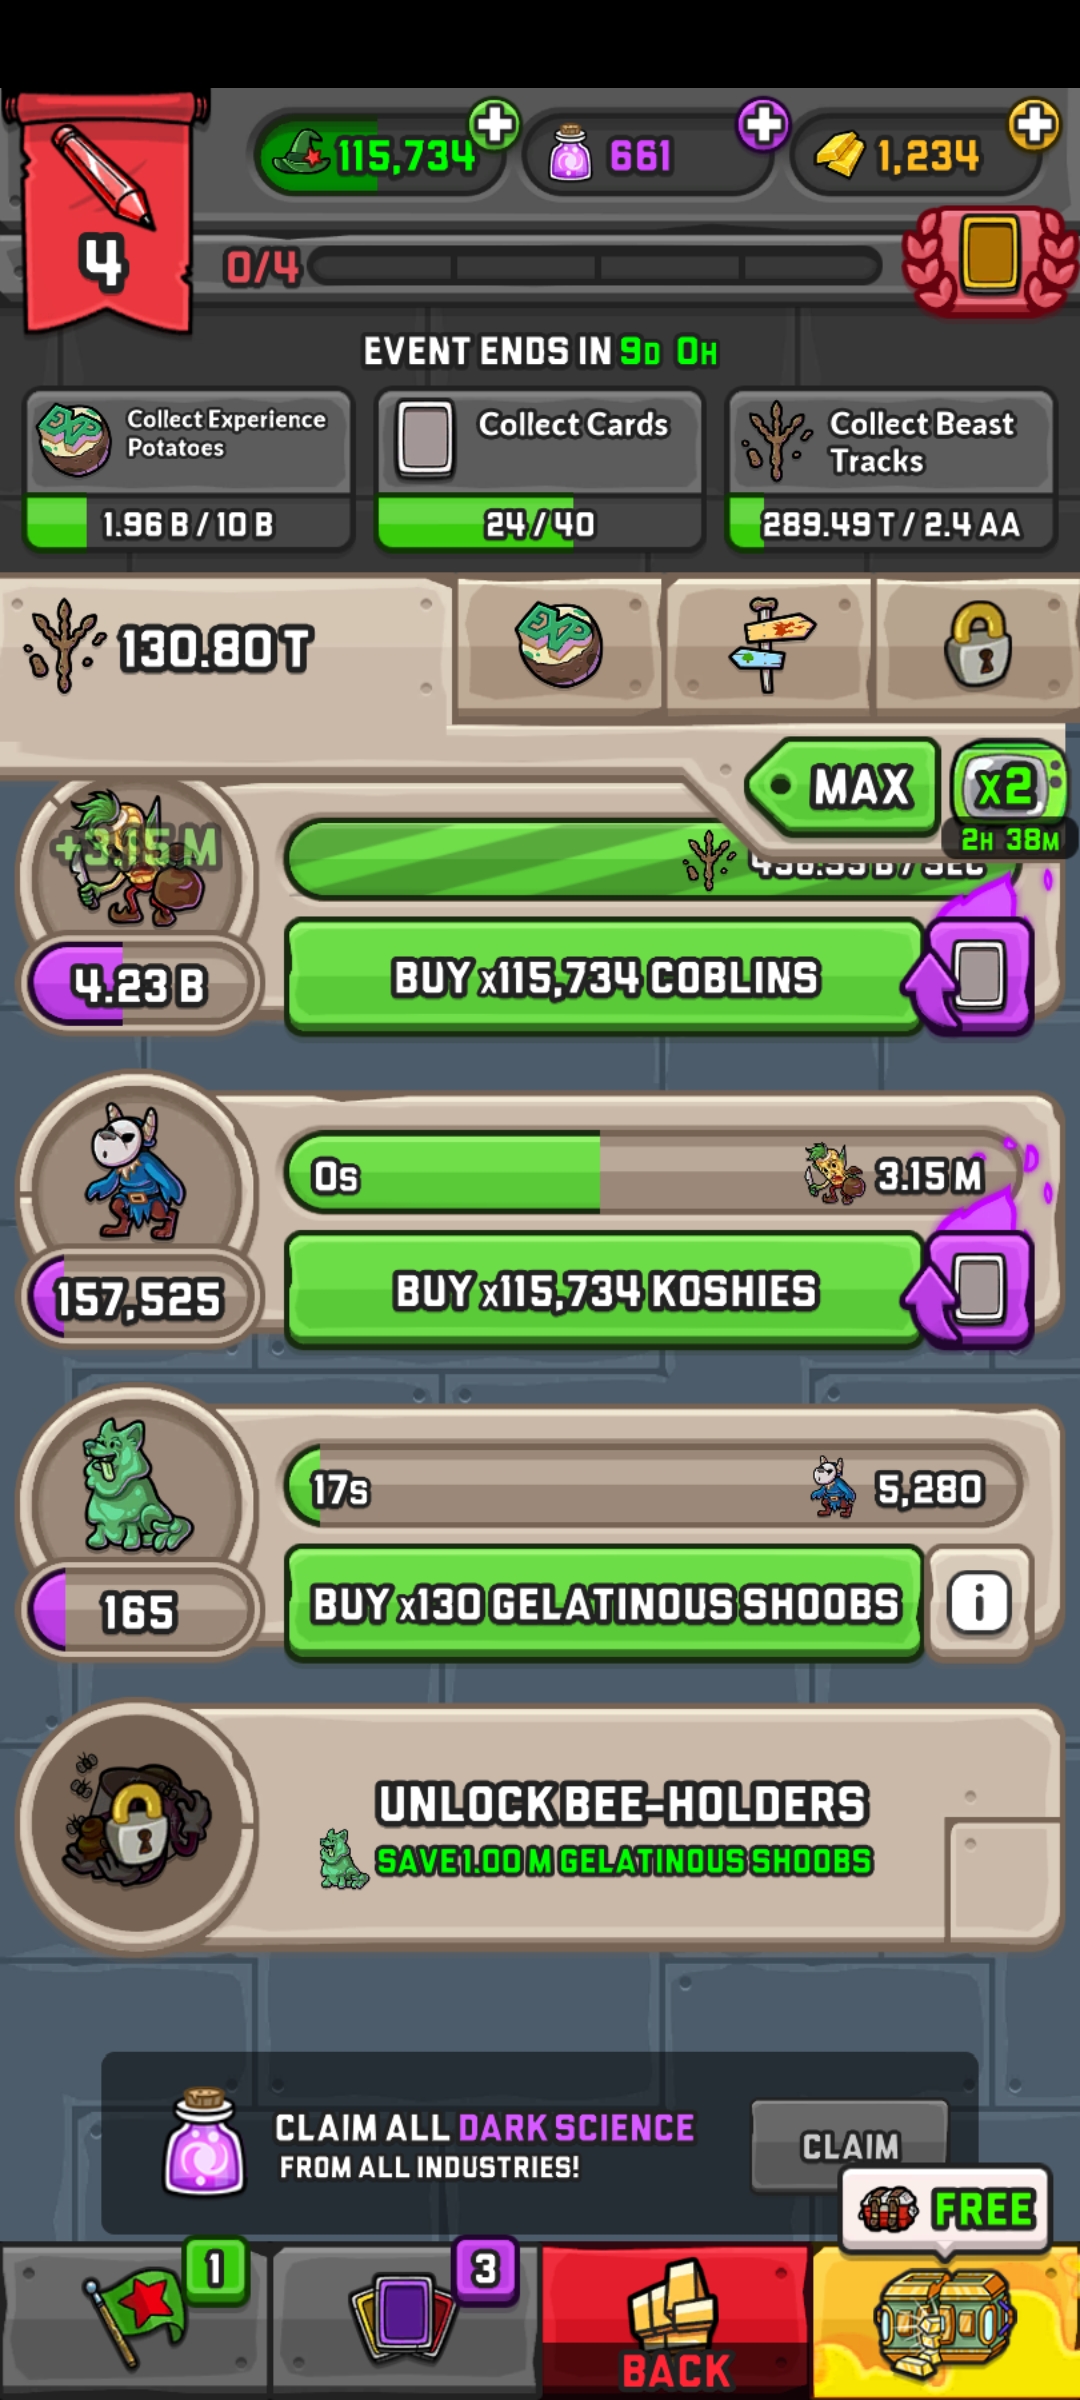 115,734
661
1,234
4
0/4
EVENT ENDS IN 9D 0H
Collect Experience
Potatoes
1.96 B / 10 B
Collect Cards
24 / 40
Collect Beast
Tracks
289.49 T / 2.4 AA
130.80 T
MAX
x2
2H 38M
+3.15 M
4.23 B
BUY x115,734 COBLINS
0s
3.15 M
157,525
BUY x115,734 KOSHIES
17s
5,280
165
BUY x130 GELATINOUS SHOOBS
i
UNLOCK BEE-HOLDERS
SAVE 1.00 M GELATINOUS SHOOBS
CLAIM ALL DARK SCIENCE
FROM ALL INDUSTRIES!
CLAIM
FREE
1
3
BACK